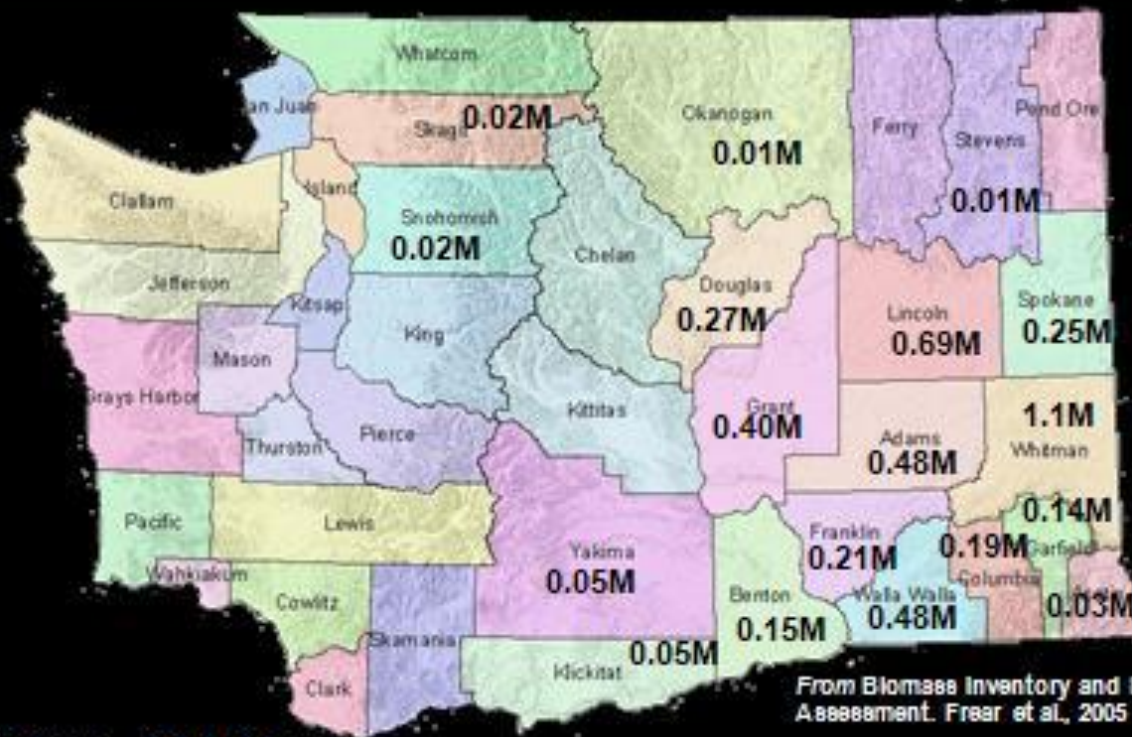 Whatcom
an Juan
Skagit
0.02M
Okanogan
0.01M
Ferry
Stevens
0.01M
Pend Ore
Clallam
Island
Snohomish
0.02M
Chelan
Jefferson
Kitsap
King
Douglas
0.27M
Lincoln
0.69M
Spokane
0.25M
Mason
Grays Harbor
Kittitas
Grant
0.40M
Adams
0.48M
1.1M
Whitman
Thurston
Pierce
Pacific
Lewis
Yakima
0.05M
Franklin
0.21M
0.14M
Garfield
0.19M
Columbia
Wahkiakum
Cowlitz
Skamania
Benton
0.15M
Walla Walla
0.48M
0.03M
Clark
Klickitat
0.05M
From Biomass Inventory and
Assessment. Frear et al., 2005